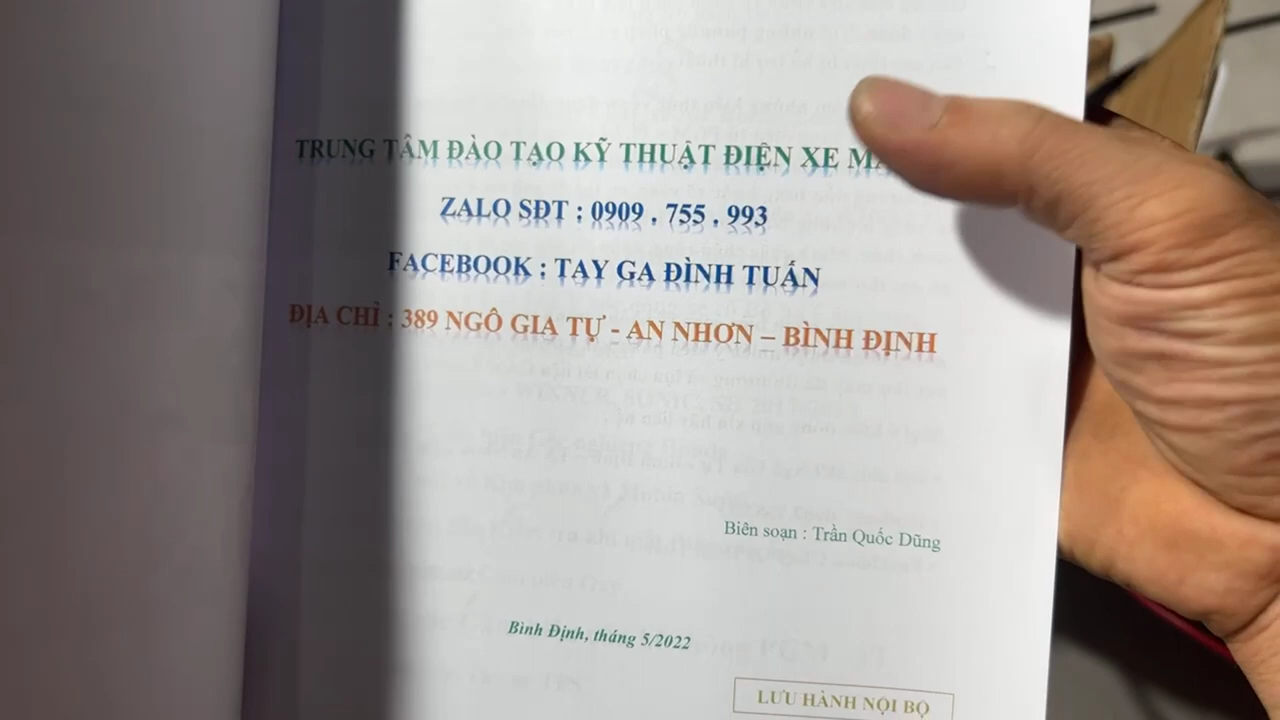 TRUNG TÂM ĐÀO TẠO KỸ THUẬT ĐIỆN XE
ZALO SĐT : 0909 . 755 . 993
FACEBOOK : TAY GA ĐÌNH TUẤN
ĐỊA CHỈ : 389 NGÔ GIA TỰ - AN NHƠN – BÌNH ĐỊNH
Biên soạn : Trần Quốc Dũng
Bình Định, tháng 5/2022
LƯU HÀNH NỘI BỘ